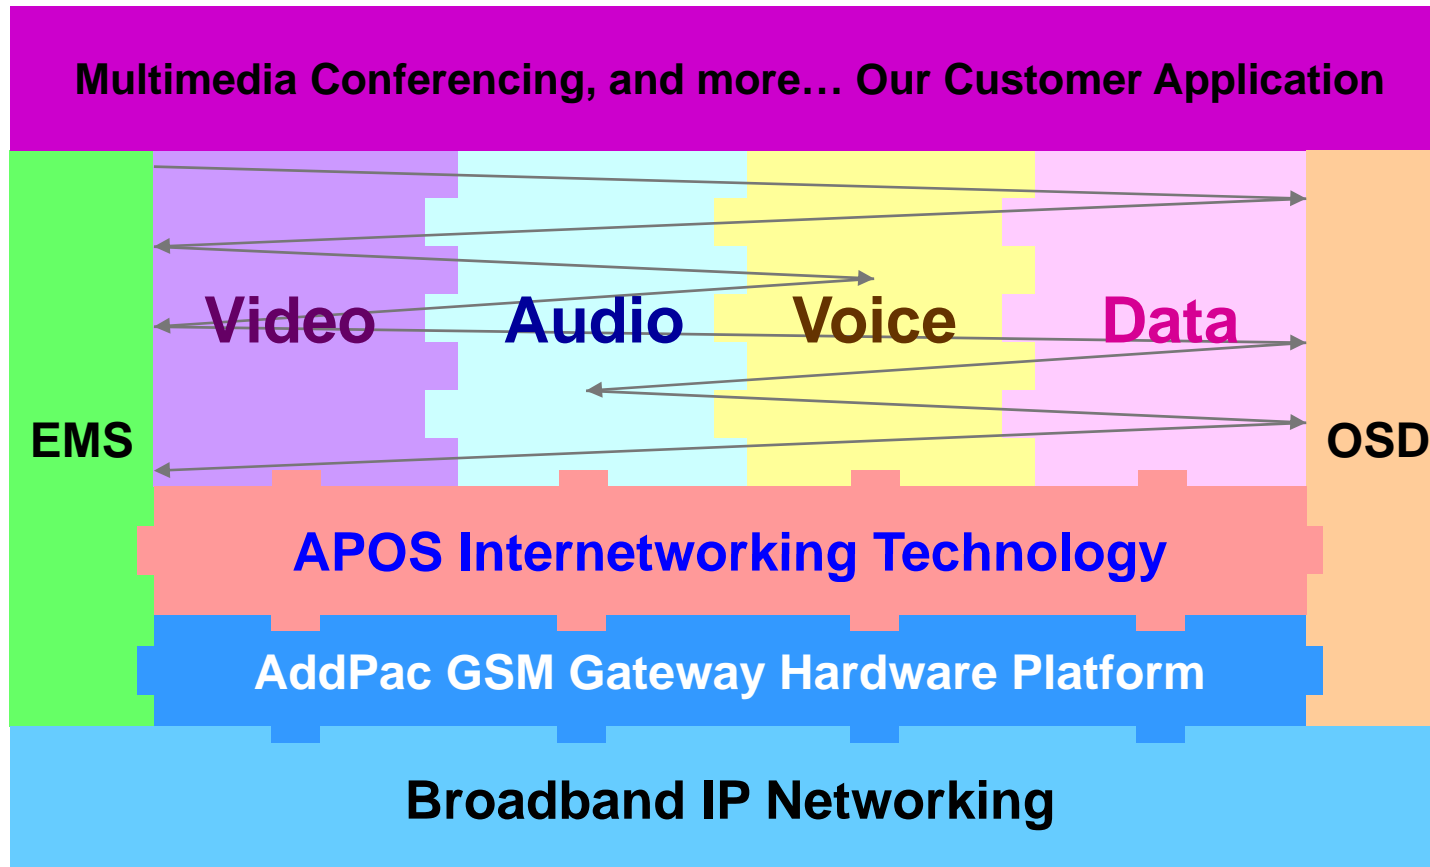 Multimedia Conferencing, and more… Our Customer Application
Video Audio Voice Data
EMS
OSD
APOS Internetworking Technology
AddPac GSM Gateway Hardware Platform
Broadband IP Networking